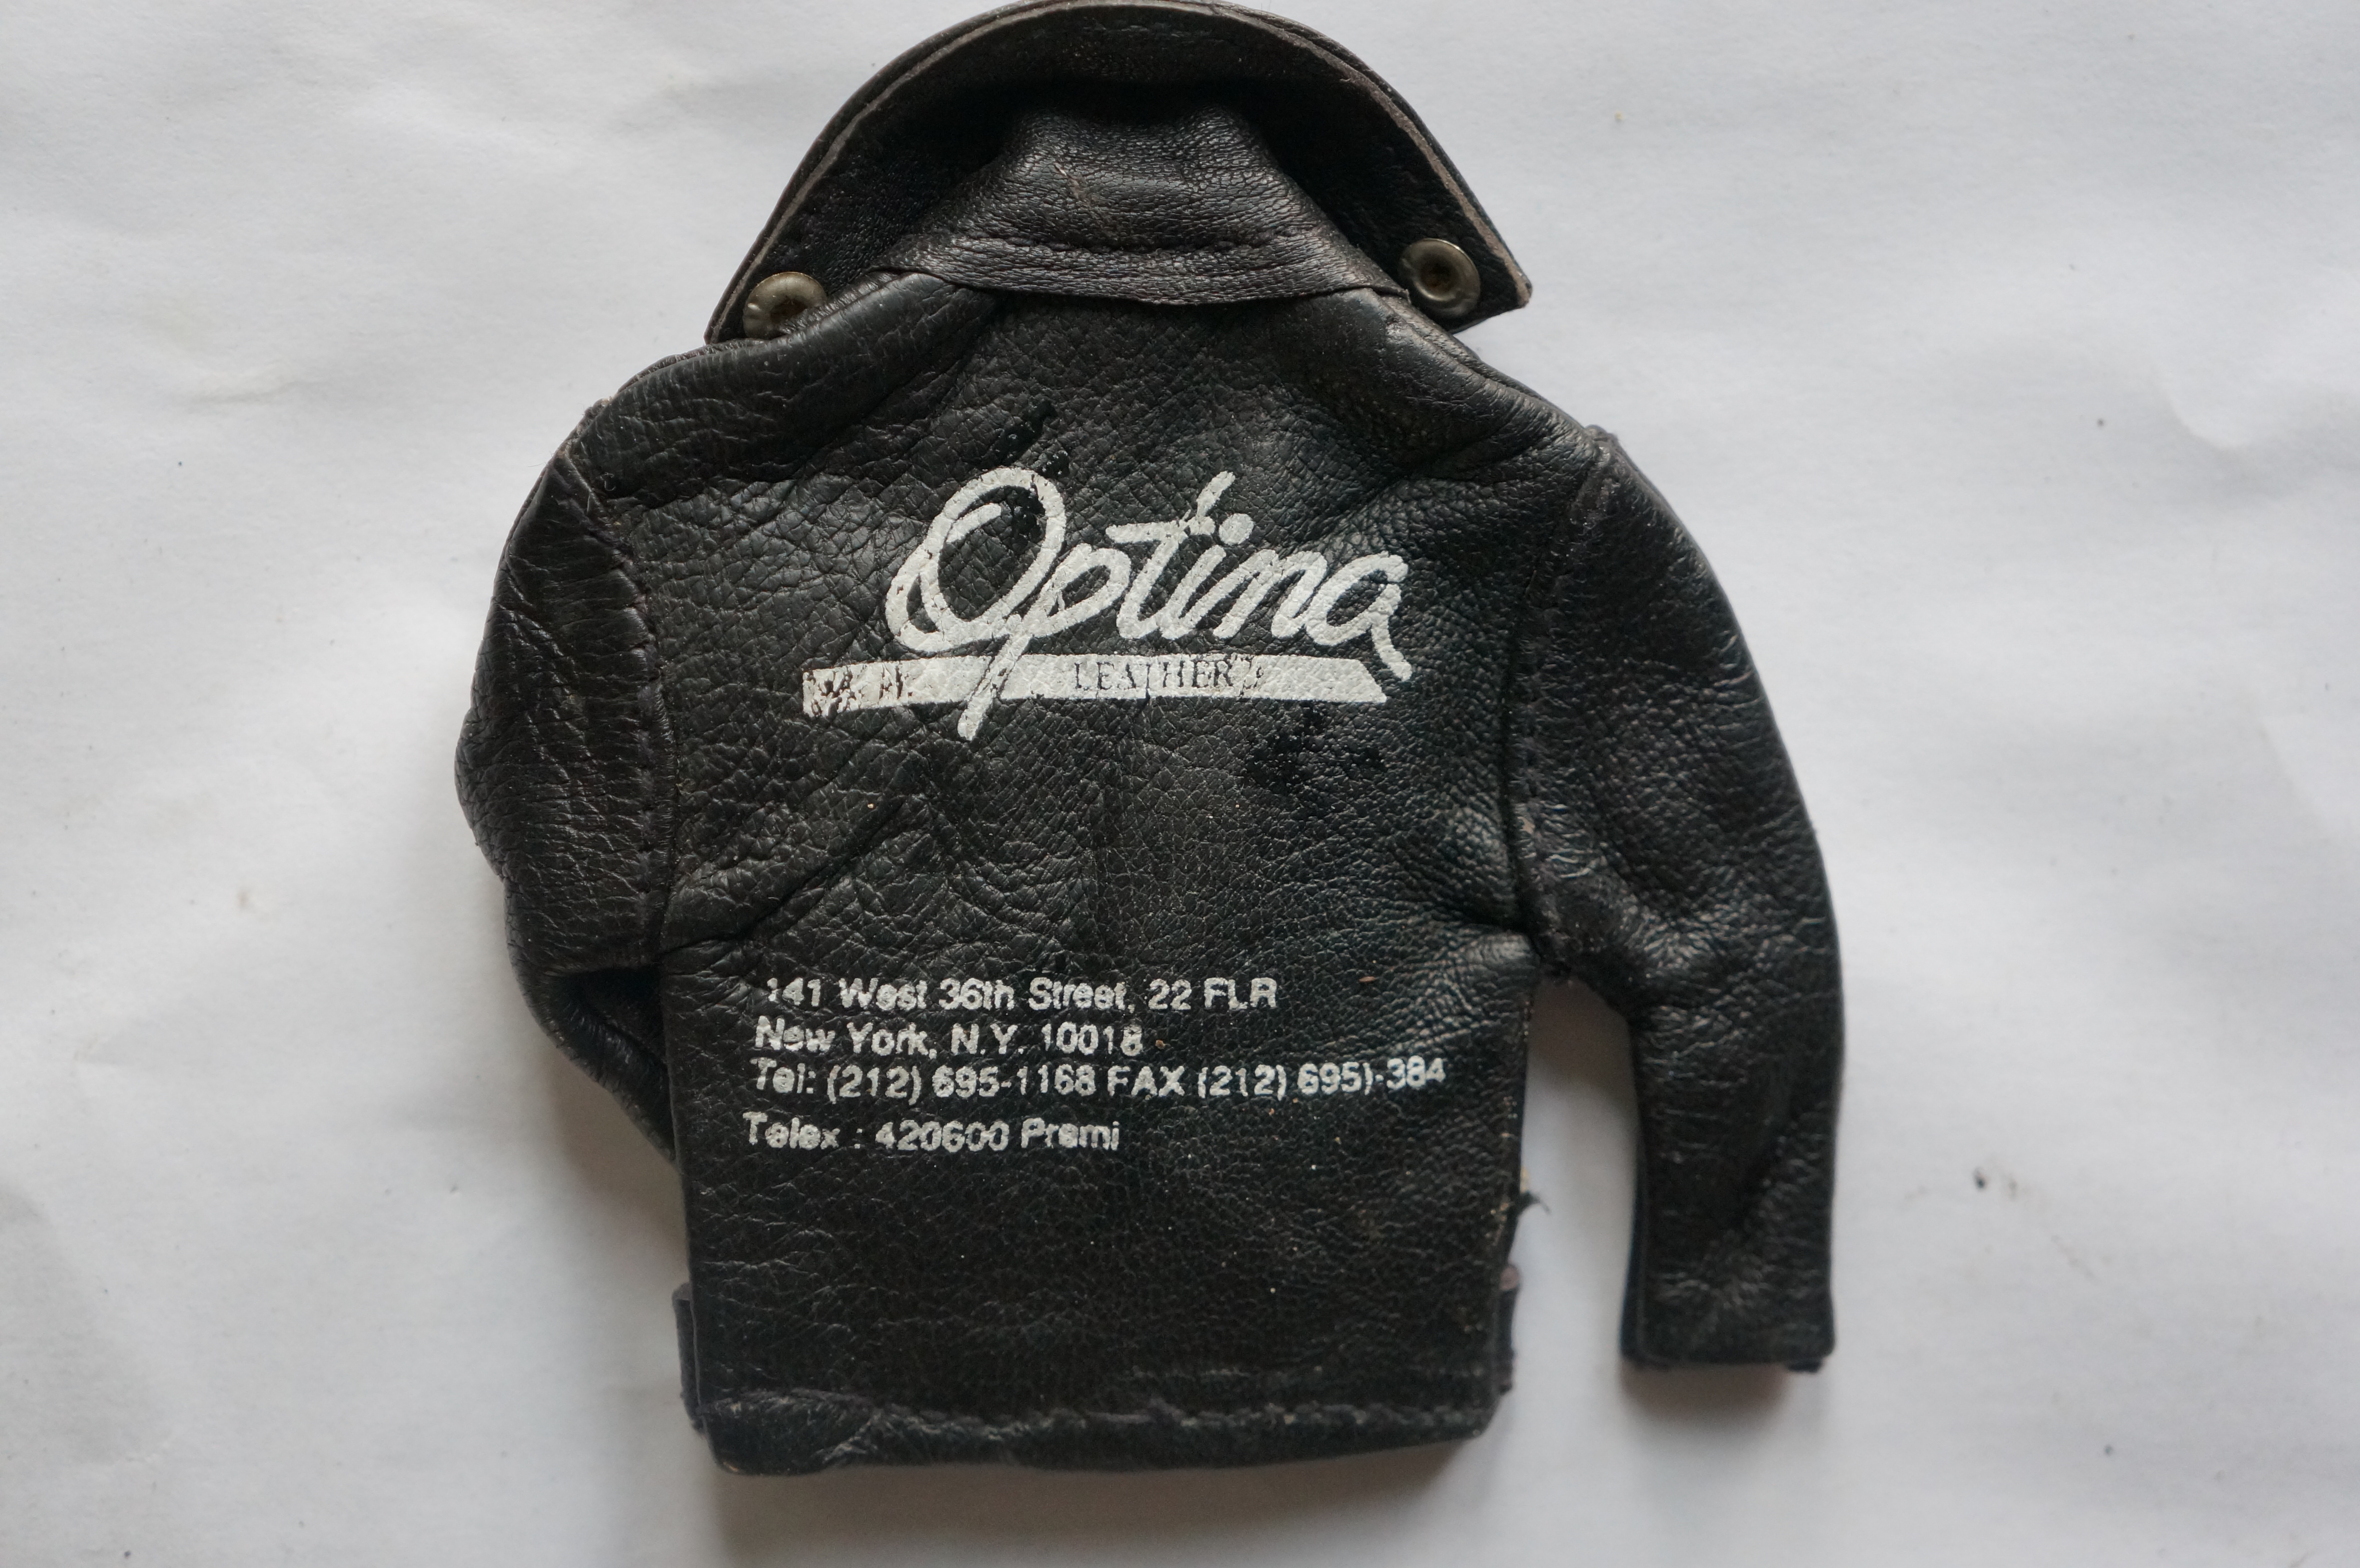 Optima
LEATHER
141 West 36th Street, 22 FLR
New York, N.Y. 10018
Tel: (212) 695-1168 FAX (212) 695)-384
Telex : 420600 Premi